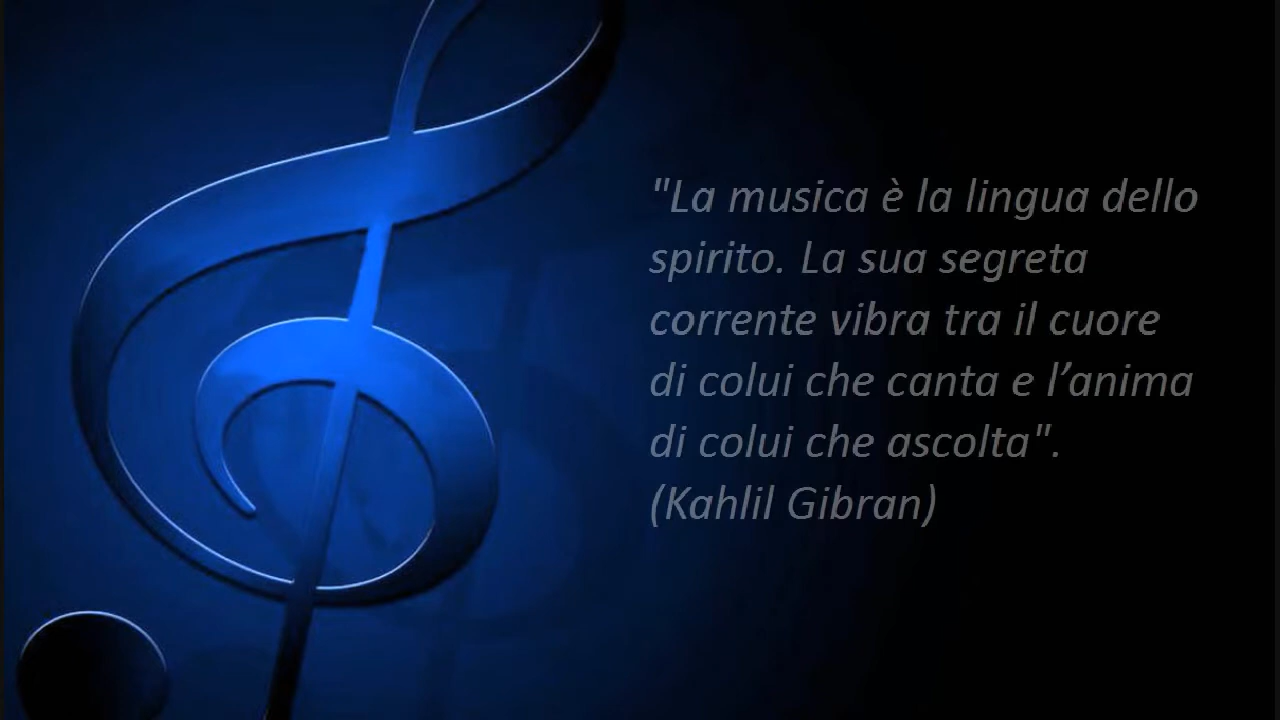 "La musica è la lingua dello
spirito. La sua segreta
corrente vibra tra il cuore
di colui che canta e l’anima
di colui che ascolta".
(Kahlil Gibran)